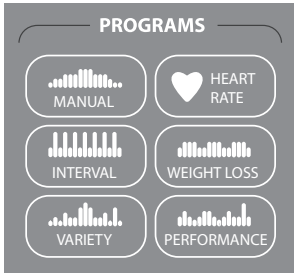 PROGRAMS
MANUAL
HEART
RATE
INTERVAL
WEIGHT LOSS
VARIETY
PERFORMANCE